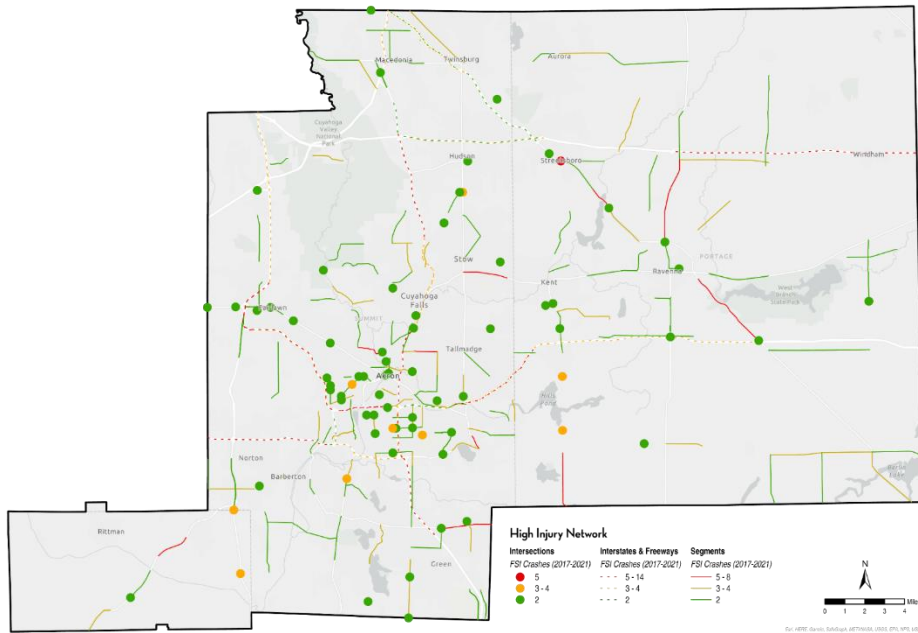 Macedonia
Twinsburg
Aurora
Cuyahoga
Valley
National
Park
Hudson
Streetsboro
Windham
Stow
Kent
PORTAGE
Ravenna
West
Branch
State Park
Cuyahoga
Falls
Fairlawn
SUMMIT
Tallmadge
Akron
Norton
Barberton
Rittman
Green
High Injury Network
Intersections Interstates & Freeways Segments
FSI Crashes (2017-2021) FSI Crashes (2017-2021) FSI Crashes (2017-2021)
5 5 - 14 5 - 8
3 - 4 3 - 4 3 - 4
2 2 2
N
0 1 2 3 4 Mile